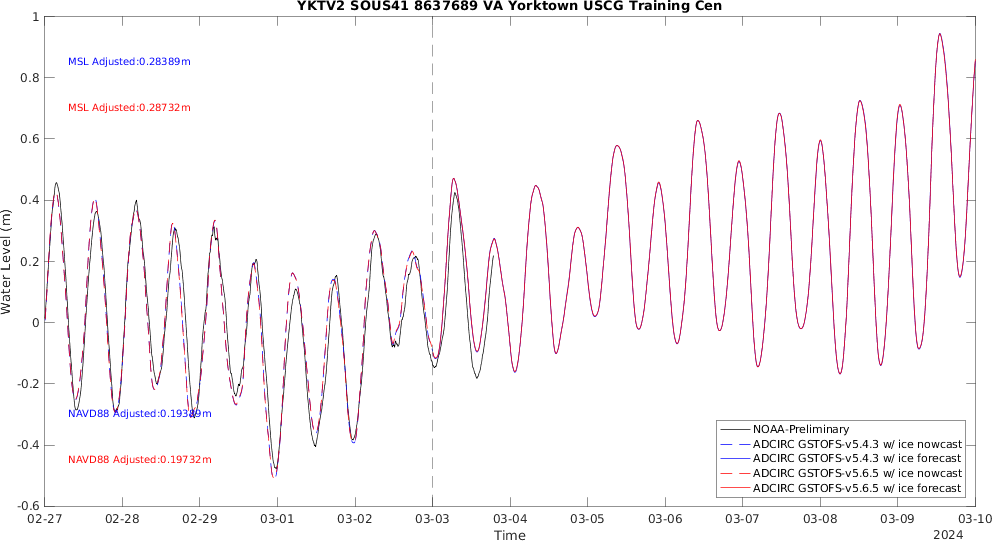 YKTV2 SOUS41 8637689 VA Yorktown USCG Training Cen
1
0.8
0.6
0.4
0.2
0
-0.2
-0.4
-0.6
Water Level (m)
MSL Adjusted:0.28389m
MSL Adjusted:0.28732m
NAVD88 Adjusted:0.19389m
NAVD88 Adjusted:0.19732m
NOAA-Preliminary
ADCIRC GSTOFS-v5.4.3 w/ ice nowcast
ADCIRC GSTOFS-v5.4.3 w/ ice forecast
ADCIRC GSTOFS-v5.6.5 w/ ice nowcast
ADCIRC GSTOFS-v5.6.5 w/ ice forecast
02-27 02-28 02-29 03-01 03-02 03-03 03-04 03-05 03-06 03-07 03-08 03-09 03-10
Time
2024